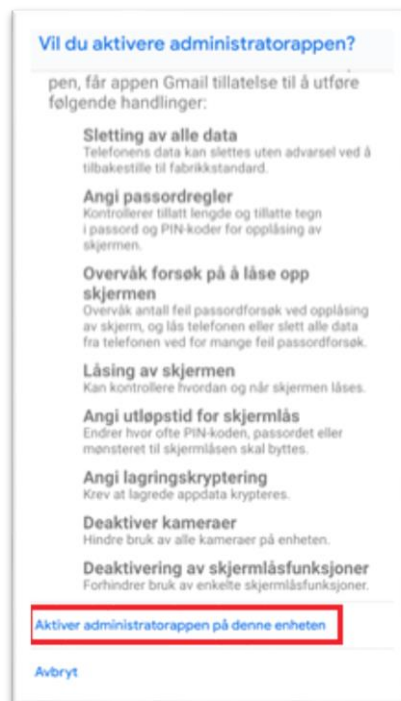 Vil du aktivere administratorappen?
pen, får appen Gmail tillatelse til å utføre
følgende handlinger:
Sletting av alle data
Telefonens data kan slettes uten advarsel ved å
tilbakestille til fabrikkstandard.
Angi passordregler
Kontrollerer tillatt lengde og tillatte tegn
i passord og PIN-koder for opplåsing av
skjermen.
Overvåk forsøk på å låse opp
skjermen
Overvåk antall feil passordforsøk ved opplåsing
av skjerm, og lås telefonen eller slett alle data
fra telefonen ved for mange feil passordforsøk.
Låsing av skjermen
Kan kontrollere hvordan og når skjermen låses.
Angi utløpstid for skjermlås
Endrer hvor ofte PIN-koden, passordet eller
mønsteret til skjermlåsen skal byttes.
Angi lagringskryptering
Krev at lagrede appdata krypteres.
Deaktiver kameraer
Hindre bruk av alle kameraer på enheten.
Deaktivering av skjermlåsfunksjoner
Forhindrer bruk av enkelte skjermlåsfunksjoner.
Aktiver administratorappen på denne enheten
Avbryt